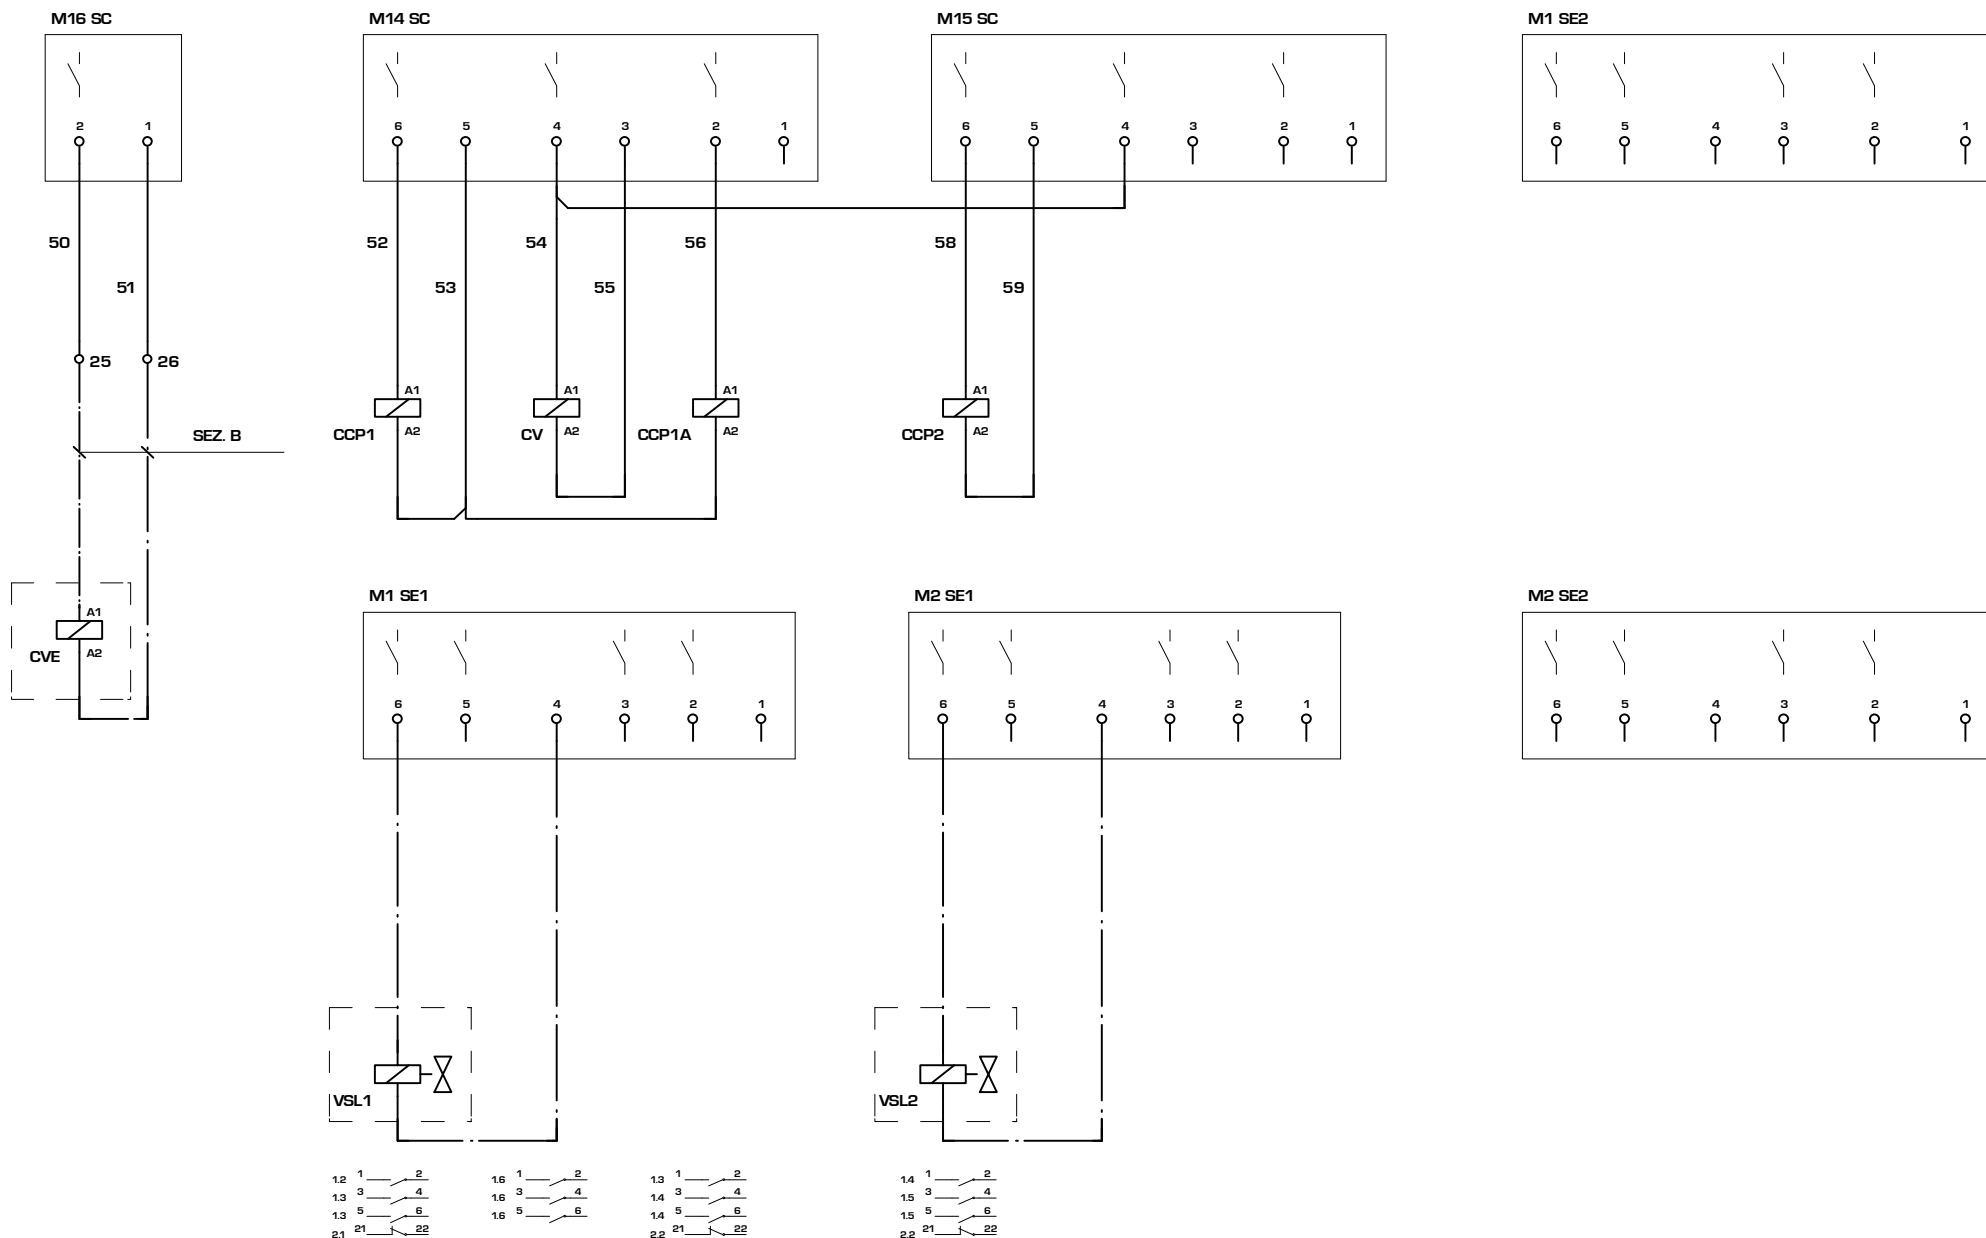 M16 SC M14 SC M15 SC M1 SE2
2 1 6 5 4 3 2 1 6 5 4 3 2 1 6 5 4 3 2 1
50 52 54 56 58
51 53 55 59
25 26
A1 A1 A1 A1
SEZ. B CCP1 A2 CV A2 CCP1A A2 CCP2 A2
M1 SE1 M2 SE1 M2 SE2
A1
CVE A2
6 5 4 3 2 1 6 5 4 3 2 1 6 5 4 3 2 1
VSL1 VSL2
1.2 1 2 1.6 1 2 1.3 1 2 1.4 1 2
1.3 3 4 1.6 3 4 1.4 3 4 1.5 3 4
1.3 5 6 1.6 5 6 1.4 5 6 1.5 5 6
2.1 21 22 2.2 21 22 2.2 21 22